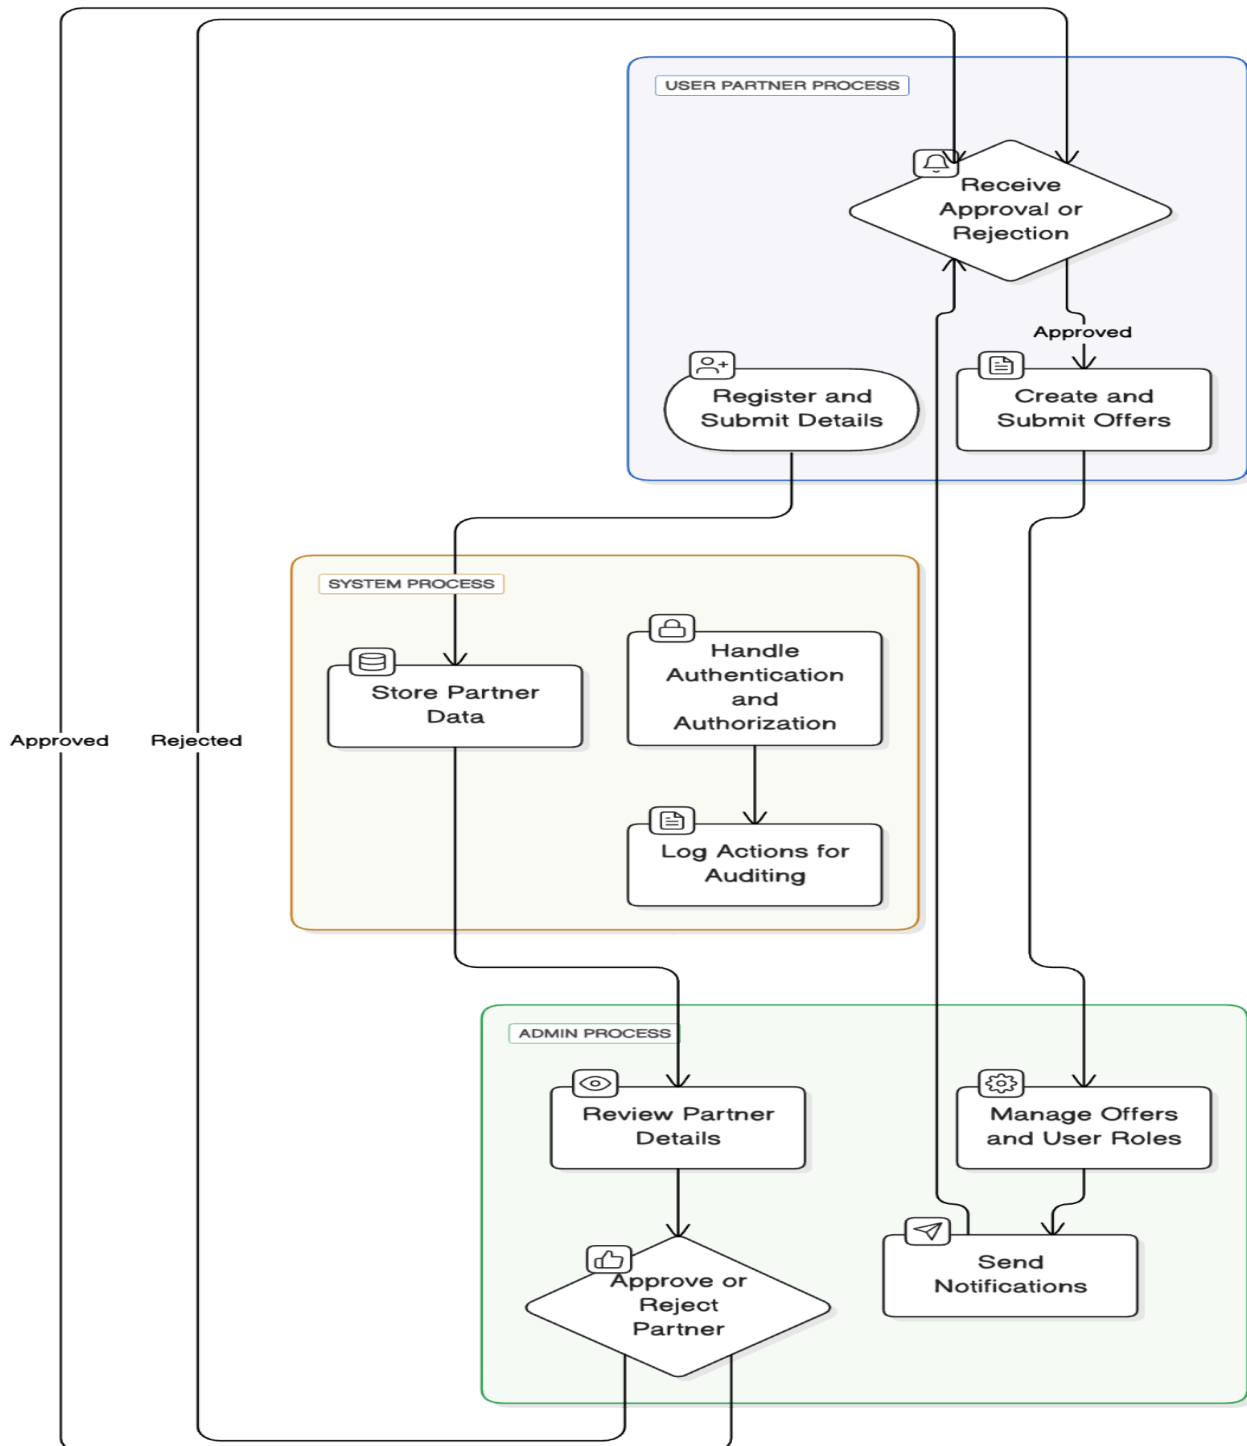 USER PARTNER PROCESS
Receive
Approval or
Rejection
Approved
Register and
Submit Details
Create and
Submit Offers
SYSTEM PROCESS
Store Partner
Data
Handle
Authentication
and
Authorization
Approved
Rejected
Log Actions for
Auditing
ADMIN PROCESS
Review Partner
Details
Manage Offers
and User Roles
Approve or
Reject
Partner
Send
Notifications